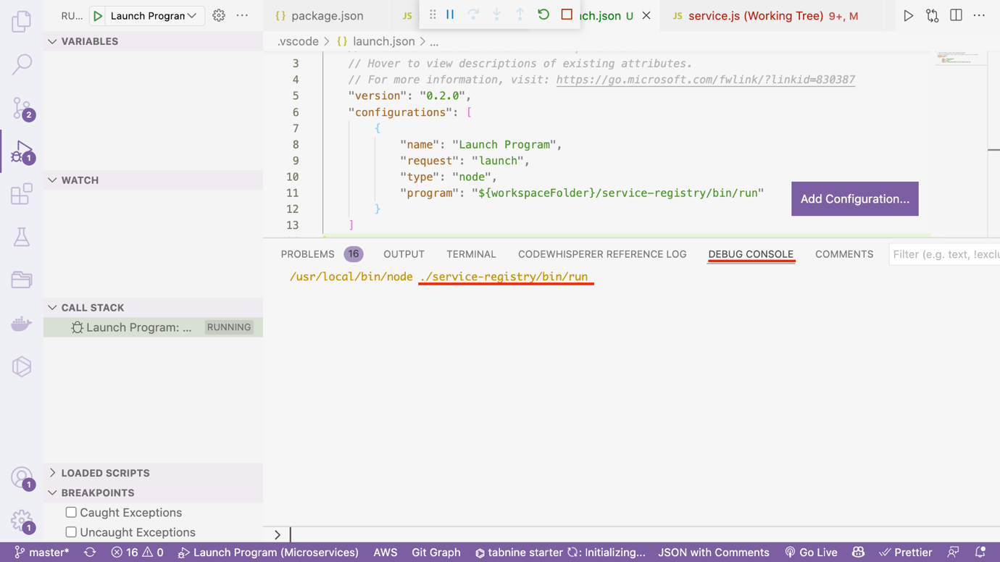 RU... Launch Program ...
{} package.json JS nch.json U × JS service.js (Working Tree) 9+, M ...
VARIABLES
.vscode > {} launch.json > ...
3 // Hover to view descriptions of existing attributes.
4 // For more information, visit: https://go.microsoft.com/fwlink/?linkid=830387
5 "version": "0.2.0",
6 "configurations": [
7 {
8 "name": "Launch Program",
9 "request": "launch",
10 "type": "node",
11 "program": "${workspaceFolder}/service-registry/bin/run"
12 }
13 ]
Add Configuration...
2
1
WATCH
CALL STACK
Launch Program: ... RUNNING
PROBLEMS 16 OUTPUT TERMINAL CODEWHISPERER REFERENCE LOG DEBUG CONSOLE COMMENTS Filter (e.g. text, !exclu
/usr/local/bin/node ./service-registry/bin/run
LOADED SCRIPTS
BREAKPOINTS
Caught Exceptions
Uncaught Exceptions
1
1
>
master* 16 0 Launch Program (Microservices) AWS Git Graph tabnine starter : Initializing... JSON with Comments Go Live Prettier